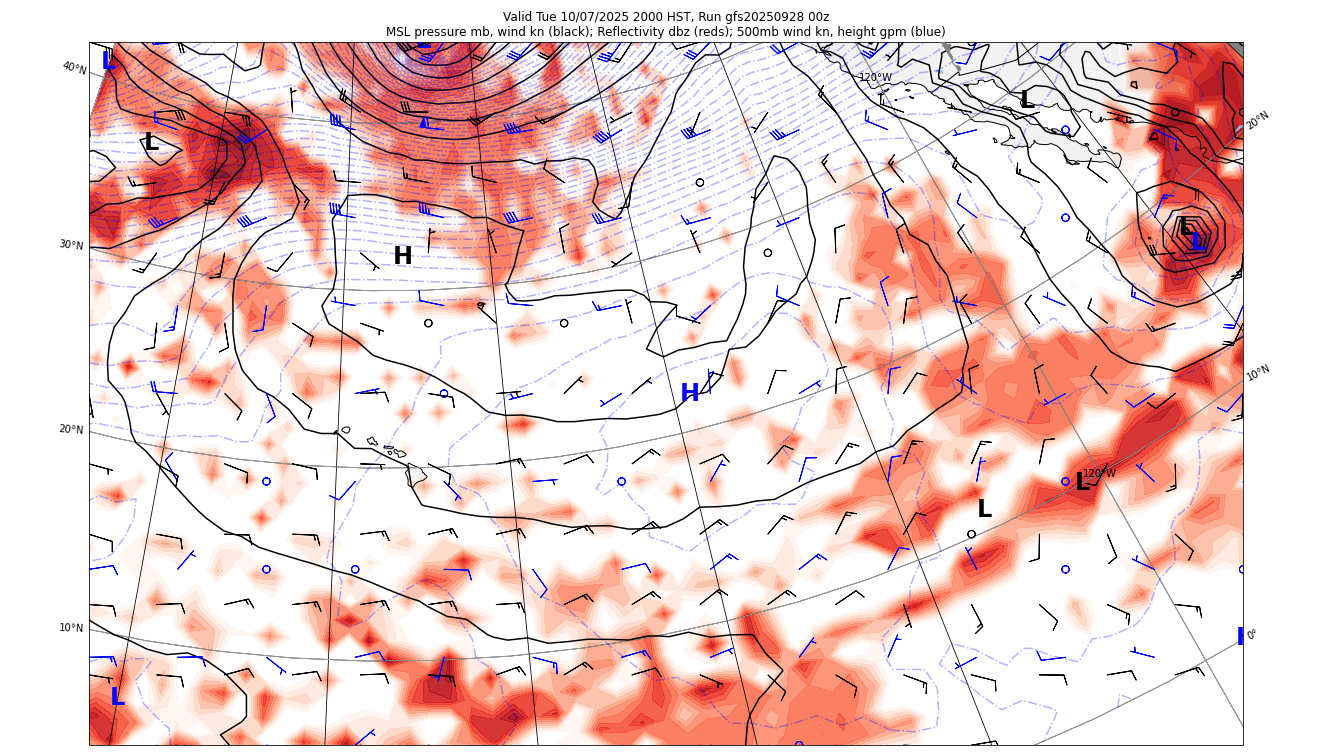 Valid Tue 10/07/2025 2000 HST, Run gfs20250928 00z
MSL pressure mb, wind kn (black); Reflectivity dbz (reds); 500mb wind kn, height gpm (blue)
L
L
40°N
120°W
L
20°N
L
L
L
30°N
H
10°N
H
20°N
120°W
L
L
10°N
0°
L